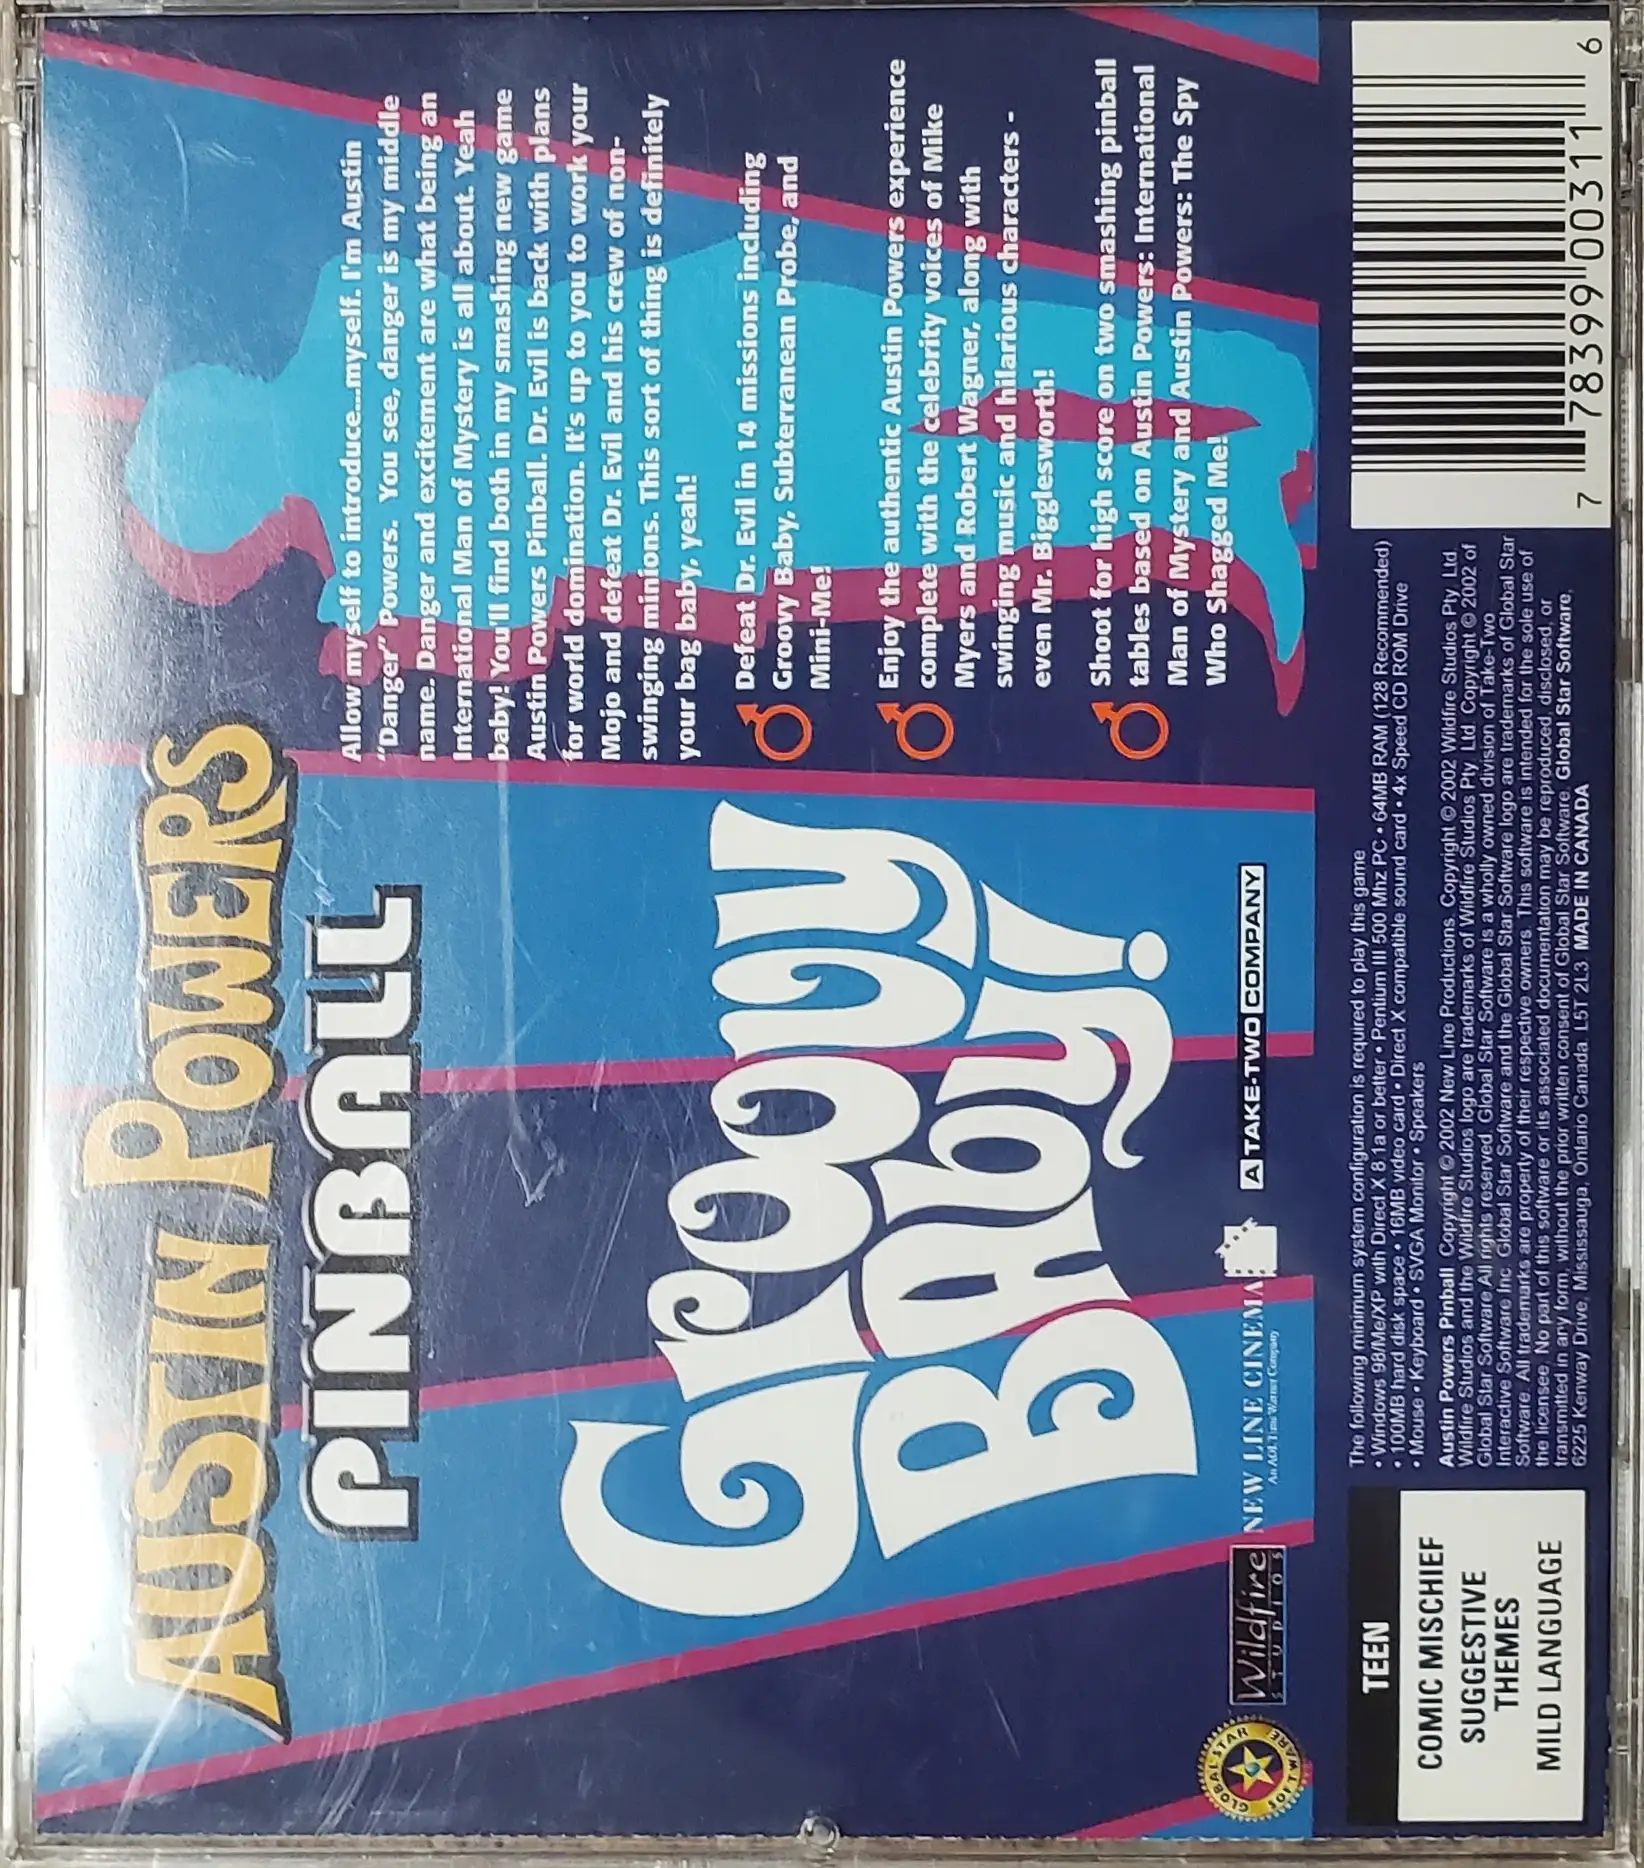 AUSTIN POWERS
PINBALL
Groovy
BAby!
Allow myself to introduce...myself. I'm Austin
"Danger" Powers. You see, danger is my middle
name. Danger and excitement are what being an
International Man of Mystery is all about. Yeah
baby! You'll find both in my smashing new game
Austin Powers Pinball. Dr. Evil is back with plans
for world domination. It's up to you to work your
Mojo and defeat Dr. Evil and his crew of non-
swinging minions. This sort of thing is definitely
your bag baby, yeah!
Defeat Dr. Evil in 14 missions including
Groovy Baby, Subterranean Probe, and
Mini-Me!
Enjoy the authentic Austin Powers experience
complete with the celebrity voices of Mike
Myers and Robert Wagner, along with
swinging music and hilarious characters -
even Mr. Bigglesworth!
Shoot for high score on two smashing pinball
tables based on Austin Powers: International
Man of Mystery and Austin Powers: The Spy
Who Shagged Me!
GLOBAL STAR SOFTWARE
Wildfire
STUDIOS
NEW LINE CINEMA
An AOL Time Warner Company
A TAKE-TWO COMPANY
TEEN
COMIC MISCHIEF
SUGGESTIVE
THEMES
MILD LANGUAGE
The following minimum system configuration is required to play this game
• Windows 98/Me/XP with Direct X 8.1a or better • Pentium III 500 Mhz PC • 64MB RAM (128 Recommended)
• 100MB hard disk space • 16MB video card • Direct X compatible sound card • 4x Speed CD ROM Drive
• Mouse • Keyboard • SVGA Monitor • Speakers
Austin Powers Pinball Copyright © 2002 New Line Productions. Copyright © 2002 Wildfire Studios Pty. Ltd.
Wildfire Studios and the Wildfire Studios logo are trademarks of Wildfire Studios Pty. Ltd. Copyright © 2002 of
Global Star Software All rights reserved. Global Star Software is a wholly owned division of Take-Two
Interactive Software Inc. Global Star Software and the Global Star Software logo are trademarks of Global Star
Software. All trademarks are property of their respective owners. This software is intended for the sole use of
the licensee. No part of this software or its associated documentation may be reproduced, disclosed, or
transmitted in any form, without the prior written consent of Global Star Software. Global Star Software,
6225 Kenway Drive, Mississauga, Ontario Canada L5T 2L3 MADE IN CANADA
7 78399 00311 6